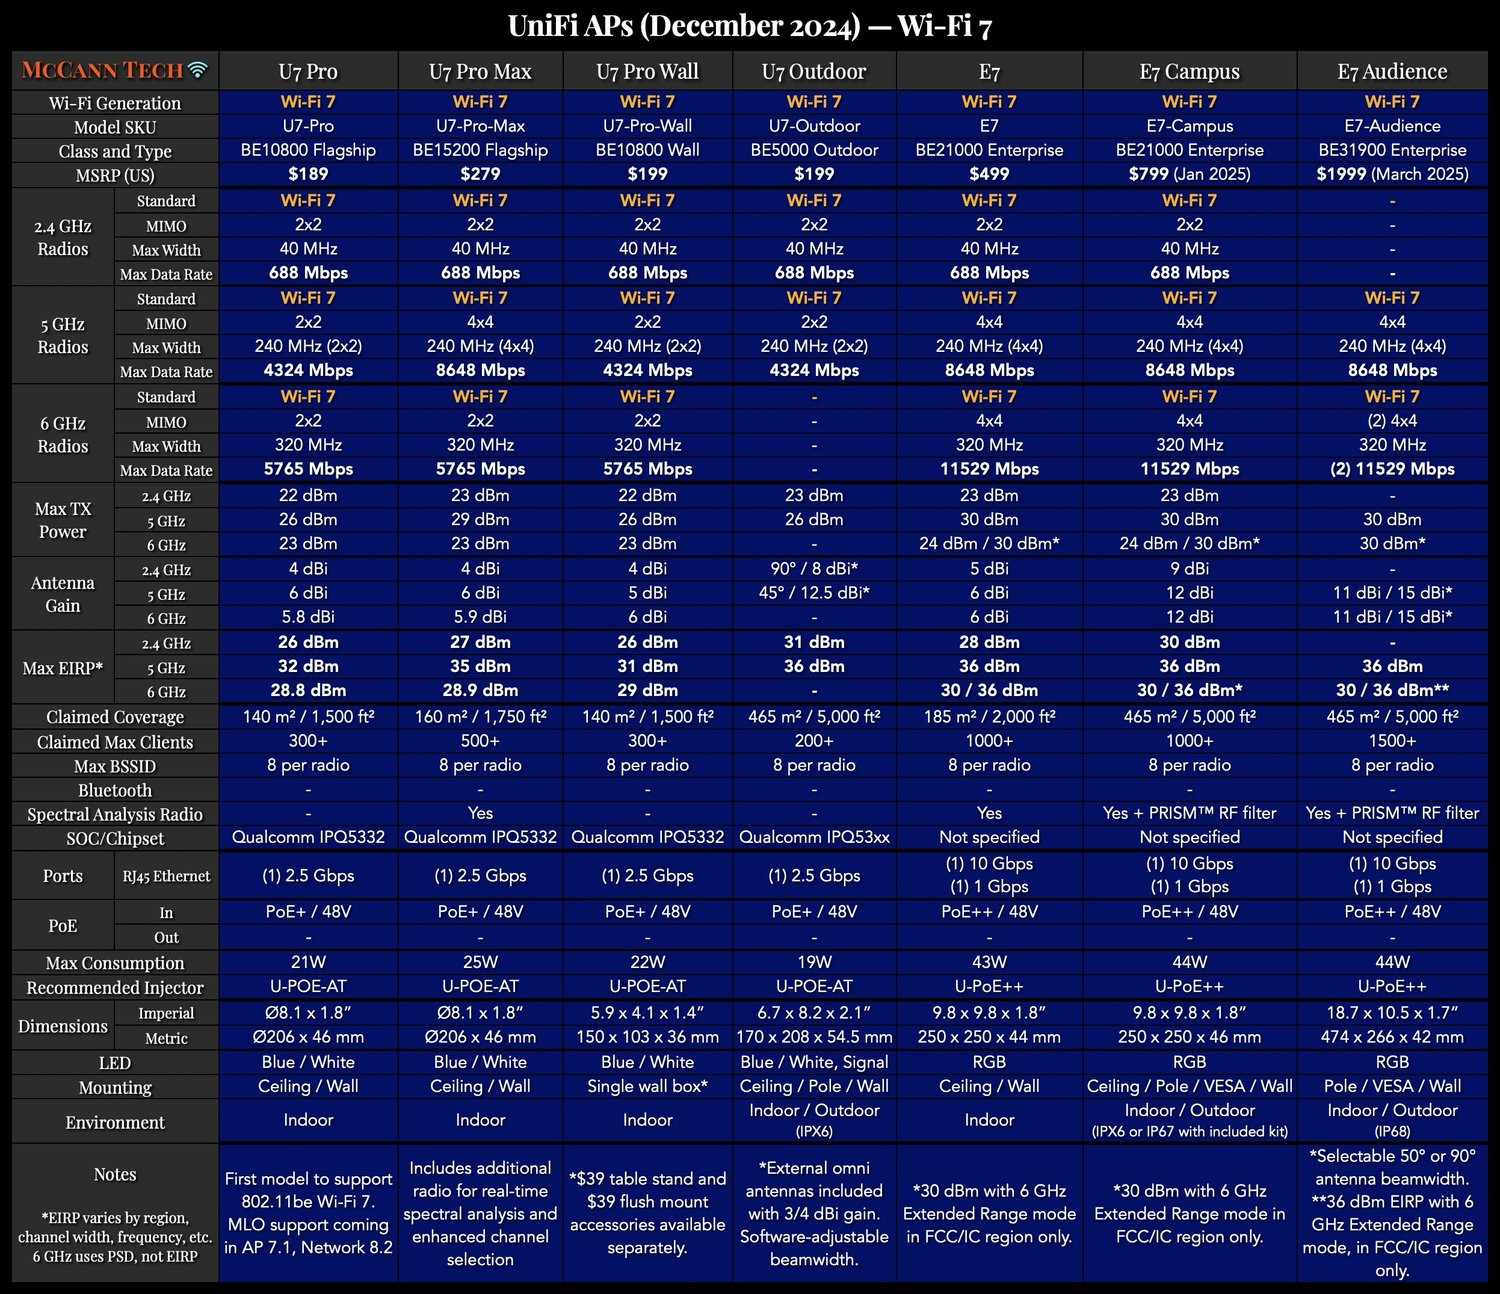 UniFi APs (December 2024) — Wi-Fi 7
McCann Tech U7 Pro U7 Pro Max U7 Pro Wall U7 Outdoor E7 E7 Campus E7 Audience
Wi-Fi Generation Wi-Fi 7 Wi-Fi 7 Wi-Fi 7 Wi-Fi 7 Wi-Fi 7 Wi-Fi 7 Wi-Fi 7
Model SKU U7-Pro U7-Pro-Max U7-Pro-Wall U7-Outdoor E7 E7-Campus E7-Audience
Class and Type BE10800 Flagship BE15200 Flagship BE10800 Wall BE5000 Outdoor BE21000 Enterprise BE21000 Enterprise BE31900 Enterprise
MSRP (US) $189 $279 $199 $199 $499 $799 (Jan 2025) $1999 (March 2025)
2.4 GHz Radios
Standard Wi-Fi 7 Wi-Fi 7 Wi-Fi 7 Wi-Fi 7 Wi-Fi 7 Wi-Fi 7 -
MIMO 2x2 2x2 2x2 2x2 2x2 2x2 -
Max Width 40 MHz 40 MHz 40 MHz 40 MHz 40 MHz 40 MHz -
Max Data Rate 688 Mbps 688 Mbps 688 Mbps 688 Mbps 688 Mbps 688 Mbps -
5 GHz Radios
Standard Wi-Fi 7 Wi-Fi 7 Wi-Fi 7 Wi-Fi 7 Wi-Fi 7 Wi-Fi 7 Wi-Fi 7
MIMO 2x2 4x4 2x2 2x2 4x4 4x4 4x4
Max Width 240 MHz (2x2) 240 MHz (4x4) 240 MHz (2x2) 240 MHz (2x2) 240 MHz (4x4) 240 MHz (4x4) 240 MHz (4x4)
Max Data Rate 4324 Mbps 8648 Mbps 4324 Mbps 4324 Mbps 8648 Mbps 8648 Mbps 8648 Mbps
6 GHz Radios
Standard Wi-Fi 7 Wi-Fi 7 Wi-Fi 7 - Wi-Fi 7 Wi-Fi 7 Wi-Fi 7
MIMO 2x2 2x2 2x2 - 4x4 4x4 (2) 4x4
Max Width 320 MHz 320 MHz 320 MHz - 320 MHz 320 MHz 320 MHz
Max Data Rate 5765 Mbps 5765 Mbps 5765 Mbps - 11529 Mbps 11529 Mbps (2) 11529 Mbps
Max TX Power
2.4 GHz 22 dBm 23 dBm 22 dBm 23 dBm 23 dBm 23 dBm -
5 GHz 26 dBm 29 dBm 26 dBm 26 dBm 30 dBm 30 dBm 30 dBm
6 GHz 23 dBm 23 dBm 23 dBm - 24 dBm / 30 dBm* 24 dBm / 30 dBm* 30 dBm*
Antenna Gain
2.4 GHz 4 dBi 4 dBi 4 dBi 90° / 8 dBi* 5 dBi 9 dBi -
5 GHz 6 dBi 6 dBi 5 dBi 45° / 12.5 dBi* 6 dBi 12 dBi 11 dBi / 15 dBi*
6 GHz 5.8 dBi 5.9 dBi 6 dBi - 6 dBi 12 dBi 11 dBi / 15 dBi*
Max EIRP*
2.4 GHz 26 dBm 27 dBm 26 dBm 31 dBm 28 dBm 30 dBm -
5 GHz 32 dBm 35 dBm 31 dBm 36 dBm 36 dBm 36 dBm 36 dBm
6 GHz 28.8 dBm 28.9 dBm 29 dBm - 30 / 36 dBm 30 / 36 dBm* 30 / 36 dBm**
Claimed Coverage 140 m² / 1,500 ft² 160 m² / 1,750 ft² 140 m² / 1,500 ft² 465 m² / 5,000 ft² 185 m² / 2,000 ft² 465 m² / 5,000 ft² 465 m² / 5,000 ft²
Claimed Max Clients 300+ 500+ 300+ 200+ 1000+ 1000+ 1500+
Max BSSID 8 per radio 8 per radio 8 per radio 8 per radio 8 per radio 8 per radio 8 per radio
Bluetooth - - - - - - -
Spectral Analysis Radio - Yes - - Yes Yes + PRISM™ RF filter Yes + PRISM™ RF filter
SOC/Chipset Qualcomm IPQ5332 Qualcomm IPQ5332 Qualcomm IPQ5332 Qualcomm IPQ53xx Not specified Not specified Not specified
Ports RJ45 Ethernet (1) 2.5 Gbps (1) 2.5 Gbps (1) 2.5 Gbps (1) 2.5 Gbps (1) 10 Gbps (1) 10 Gbps (1) 10 Gbps
(1) 1 Gbps (1) 1 Gbps (1) 1 Gbps
PoE
In PoE+ / 48V PoE+ / 48V PoE+ / 48V PoE+ / 48V PoE++ / 48V PoE++ / 48V PoE++ / 48V
Out - - - - - - -
Max Consumption 21W 25W 22W 19W 43W 44W 44W
Recommended Injector U-POE-AT U-POE-AT U-POE-AT U-POE-AT U-PoE++ U-PoE++ U-PoE++
Dimensions
Imperial Ø8.1 x 1.8” Ø8.1 x 1.8” 5.9 x 4.1 x 1.4” 6.7 x 8.2 x 2.1” 9.8 x 9.8 x 1.8” 9.8 x 9.8 x 1.8” 18.7 x 10.5 x 1.7”
Metric Ø206 x 46 mm Ø206 x 46 mm 150 x 103 x 36 mm 170 x 208 x 54.5 mm 250 x 250 x 44 mm 250 x 250 x 46 mm 474 x 266 x 42 mm
LED Blue / White Blue / White Blue / White Blue / White, Signal RGB RGB RGB
Mounting Ceiling / Wall Ceiling / Wall Single wall box* Ceiling / Pole / Wall Ceiling / Wall Ceiling / Pole / VESA / Wall Pole / VESA / Wall
Environment Indoor Indoor Indoor Indoor / Outdoor (IPX6) Indoor Indoor / Outdoor (IPX6 or IP67 with included kit) Indoor / Outdoor (IP68)
Notes
*EIRP varies by region,
channel width, frequency, etc.
6 GHz uses PSD, not EIRP
First model to support
802.11be Wi-Fi 7.
MLO support coming
in AP 7.1, Network 8.2
Includes additional
radio for real-time
spectral analysis and
enhanced channel
selection
*$39 table stand and
$39 flush mount
accessories available
separately.
*External omni
antennas included
with 3/4 dBi gain.
Software-adjustable
beamwidth.
*30 dBm with 6 GHz
Extended Range mode
in FCC/IC region only.
*30 dBm with 6 GHz
Extended Range mode in
FCC/IC region only.
*Selectable 50° or 90°
antenna beamwidth.
**36 dBm EIRP with 6
GHz Extended Range
mode, in FCC/IC region
only.